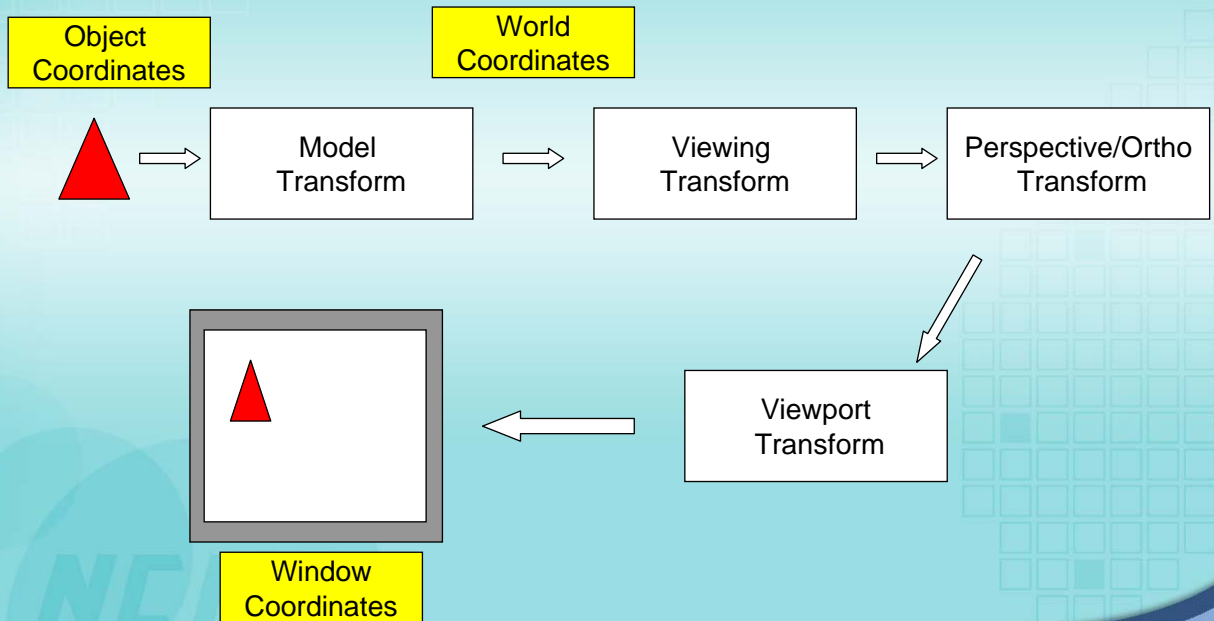 Object
Coordinates
World
Coordinates
Model
Transform
Viewing
Transform
Perspective/Ortho
Transform
Viewport
Transform
Window
Coordinates